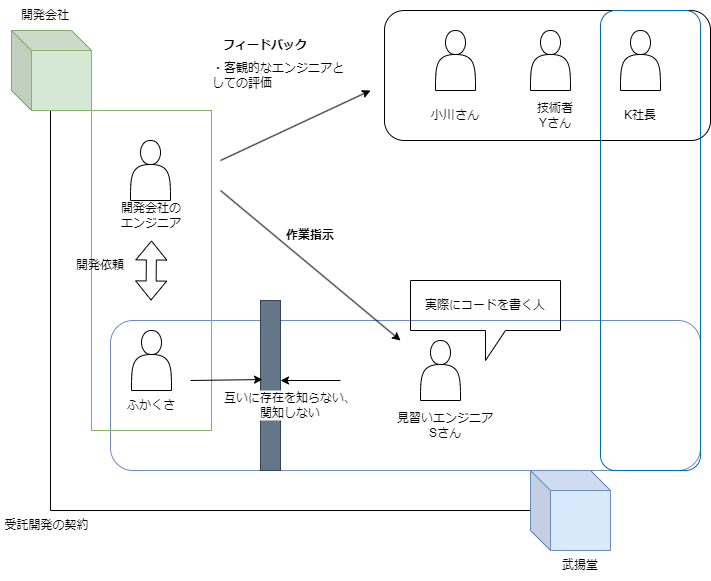 開発会社
フィードバック
・客観的なエンジニアと
しての評価
小川さん
技術者
Yさん
K社長
開発会社の
エンジニア
作業指示
開発依頼
実際にコードを書く人
ふかくさ
互いに存在を知らない、
関知しない
見習いエンジニア
Sさん
受託開発の契約
武揚堂